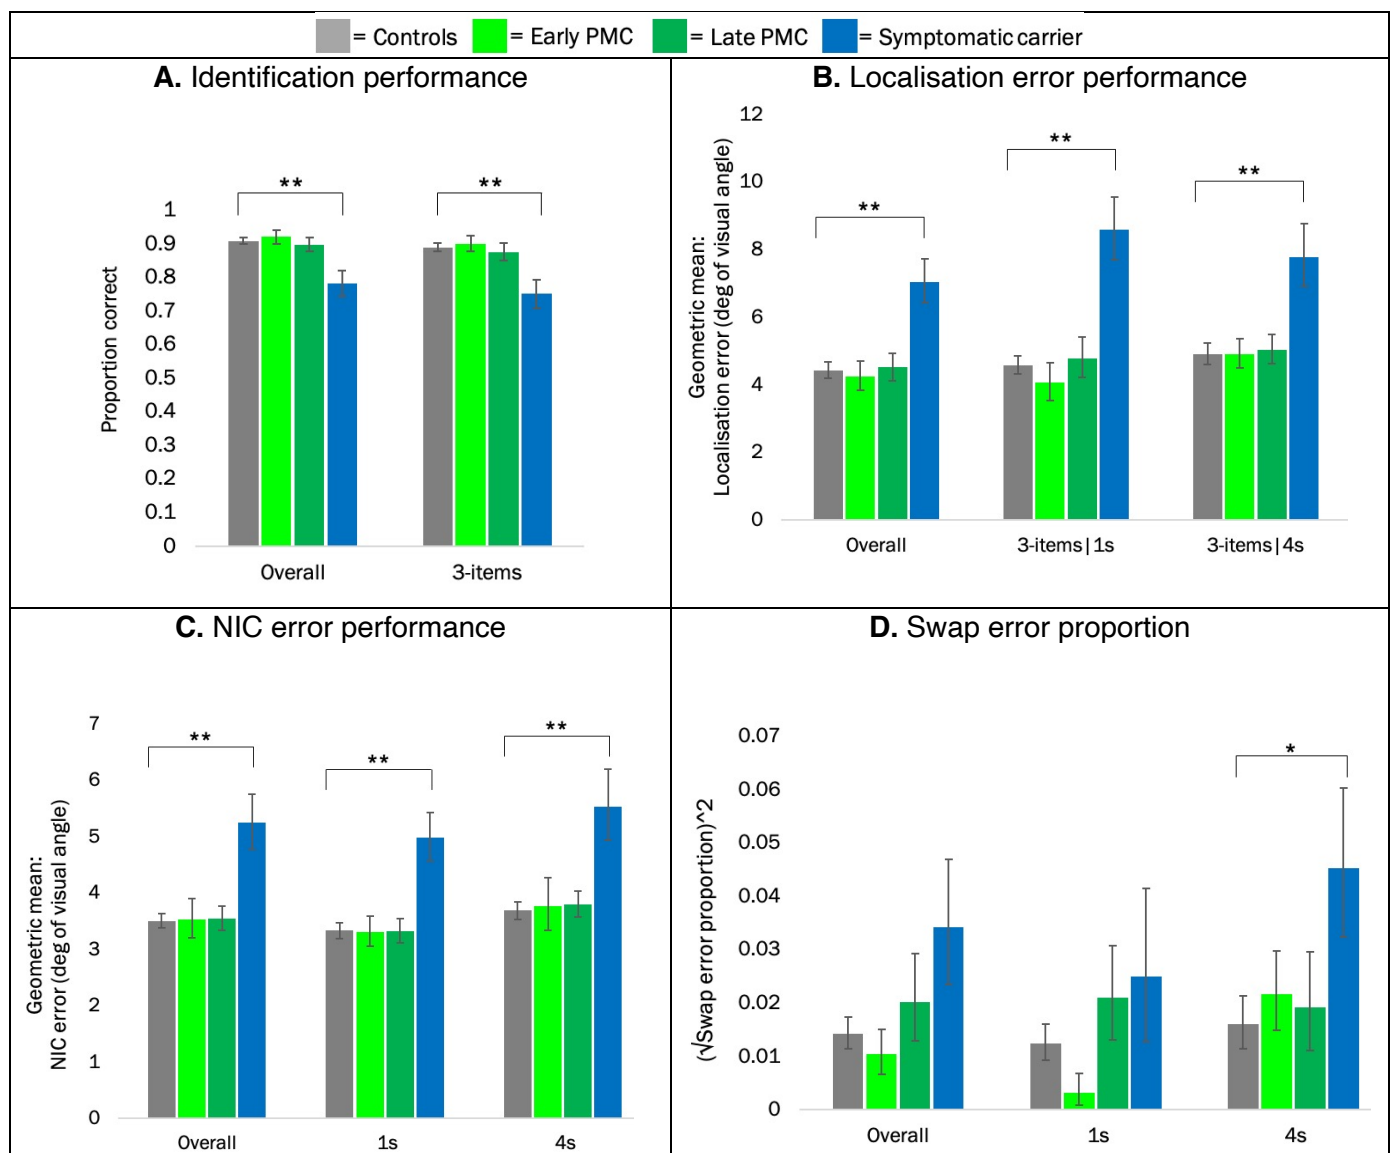 = Controls = Early PMC = Late PMC = Symptomatic carrier
A. Identification performance
**
**
Proportion correct
1
0.9
0.8
0.7
0.6
0.5
0.4
0.3
0.2
0.1
0
Overall
3-items
B. Localisation error performance
**
**
**
Geometric mean:
Localisation error (deg of visual angle)
12
10
8
6
4
2
0
Overall
3-items|1s
3-items|4s
C. NIC error performance
**
**
**
Geometric mean:
NIC error (deg of visual angle)
7
6
5
4
3
2
1
0
Overall
1s
4s
D. Swap error proportion
*
(√Swap error proportion)^2
0.07
0.06
0.05
0.04
0.03
0.02
0.01
0
Overall
1s
4s